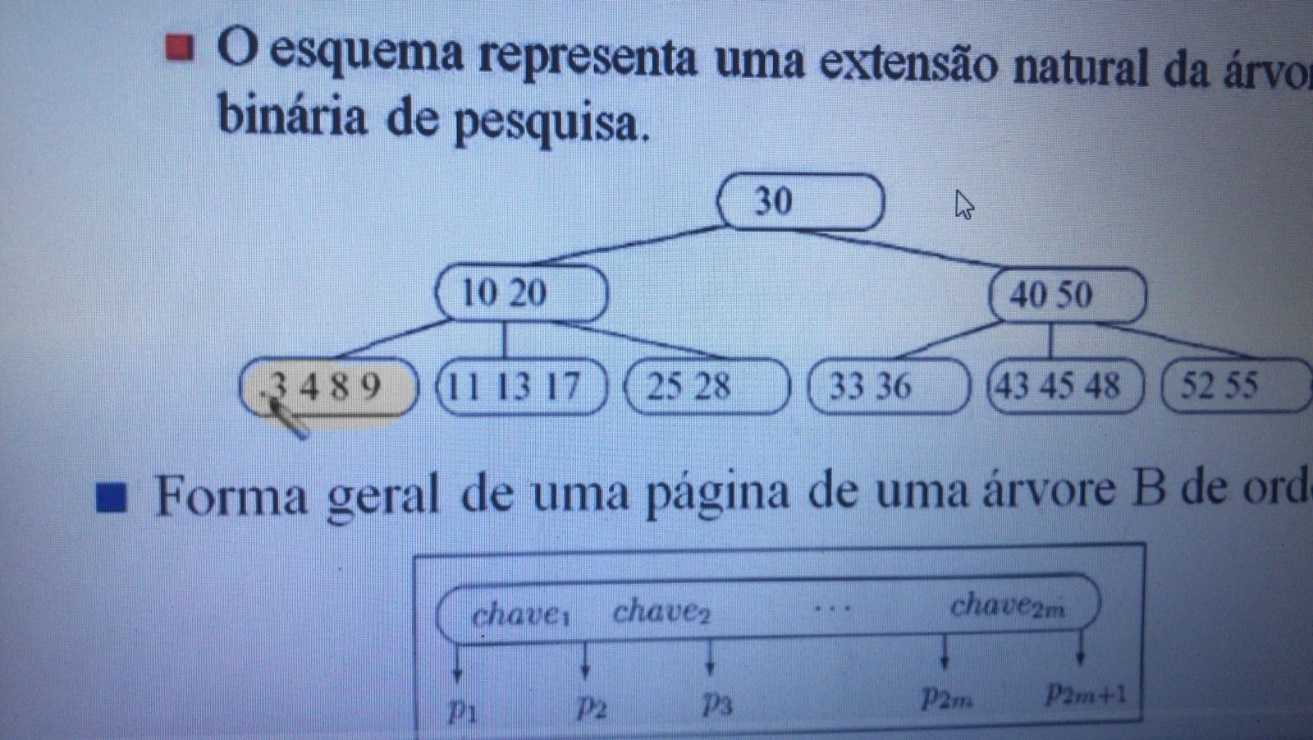 O esquema representa uma extensão natural da
binária de pesquisa.
30
10 20
40 50
3 4 8 9
11 13 17
25 28
33 36
43 45 48
52 55
Forma geral de uma página de uma árvore B de
chave1 chave2 ... chave2m
p1 p2 p3 p2m p2m+1